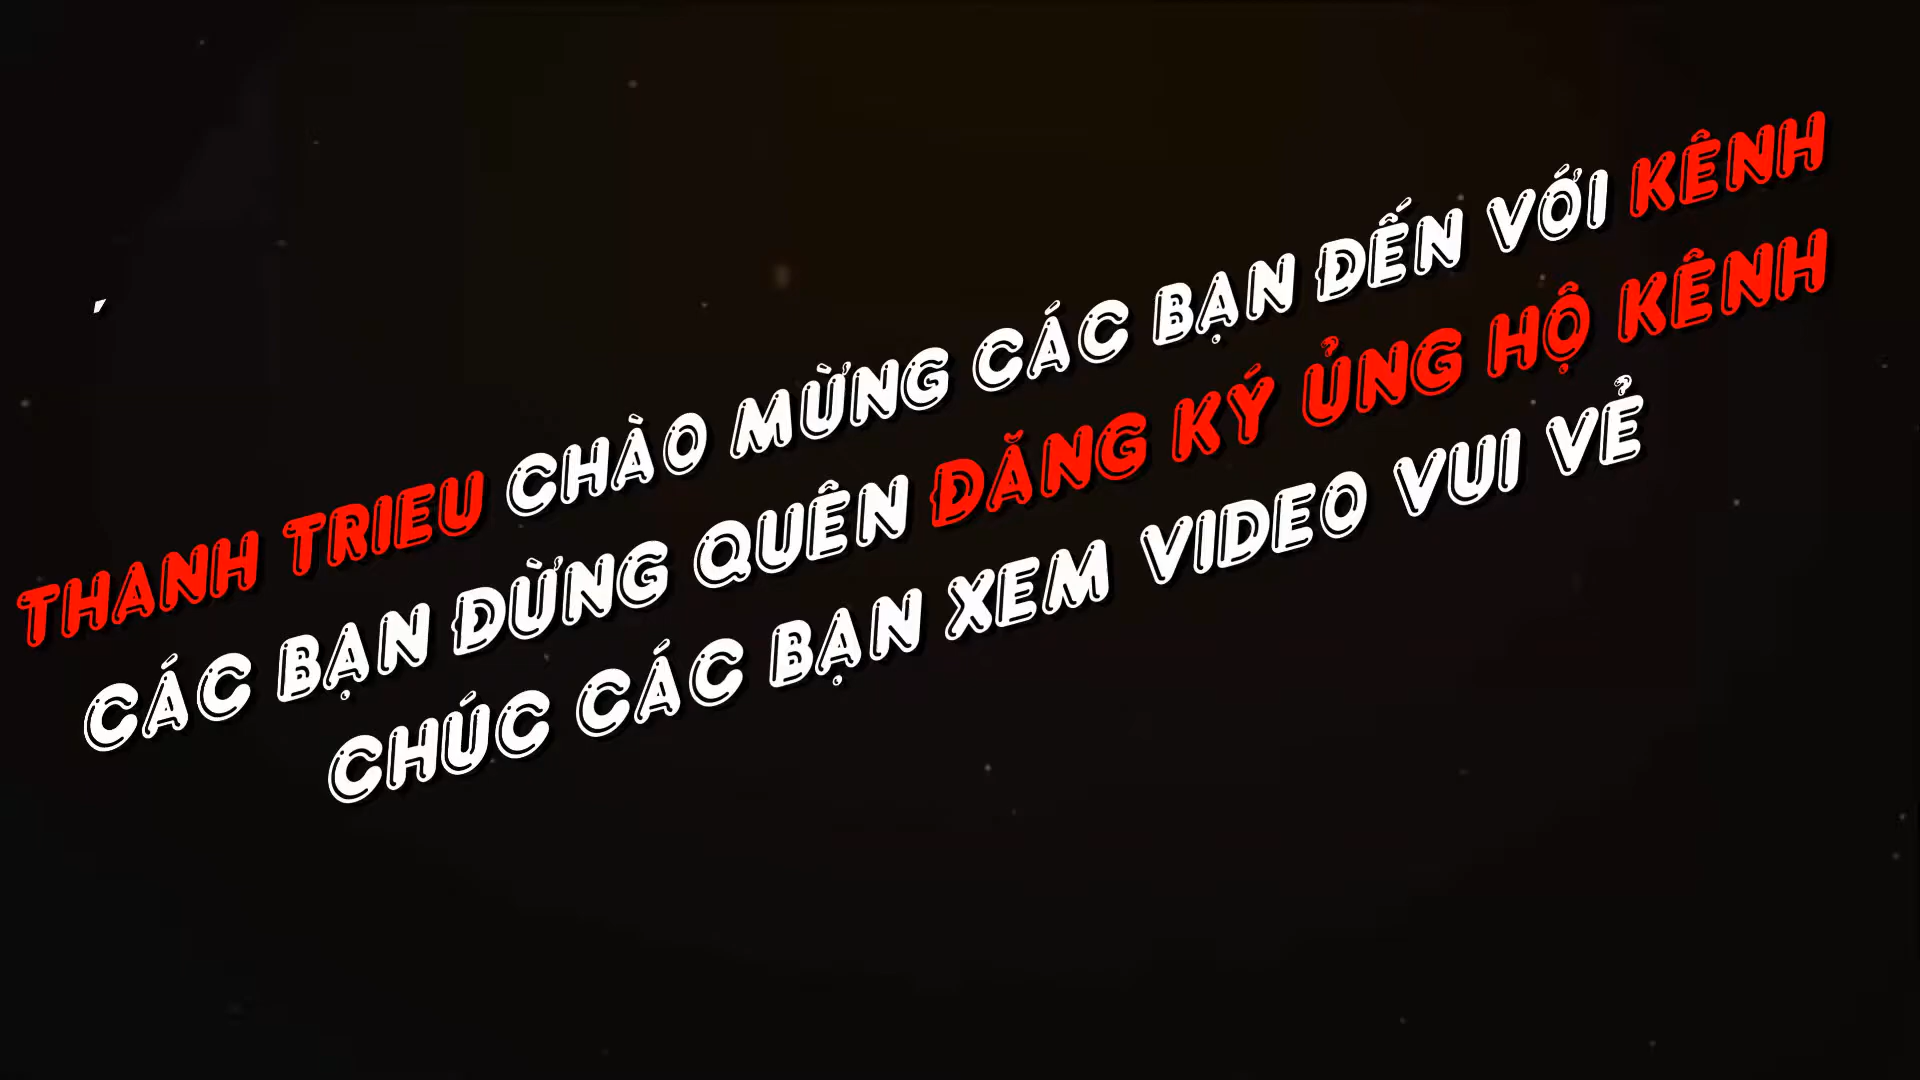 THANH TRIEU CHÀO MỪNG CÁC BẠN ĐẾN VỚI KÊNH
CÁC BẠN ĐỪNG QUÊN ĐĂNG KÝ ỦNG HỘ KÊNH
CHÚC CÁC BẠN XEM VIDEO VUI VẺ